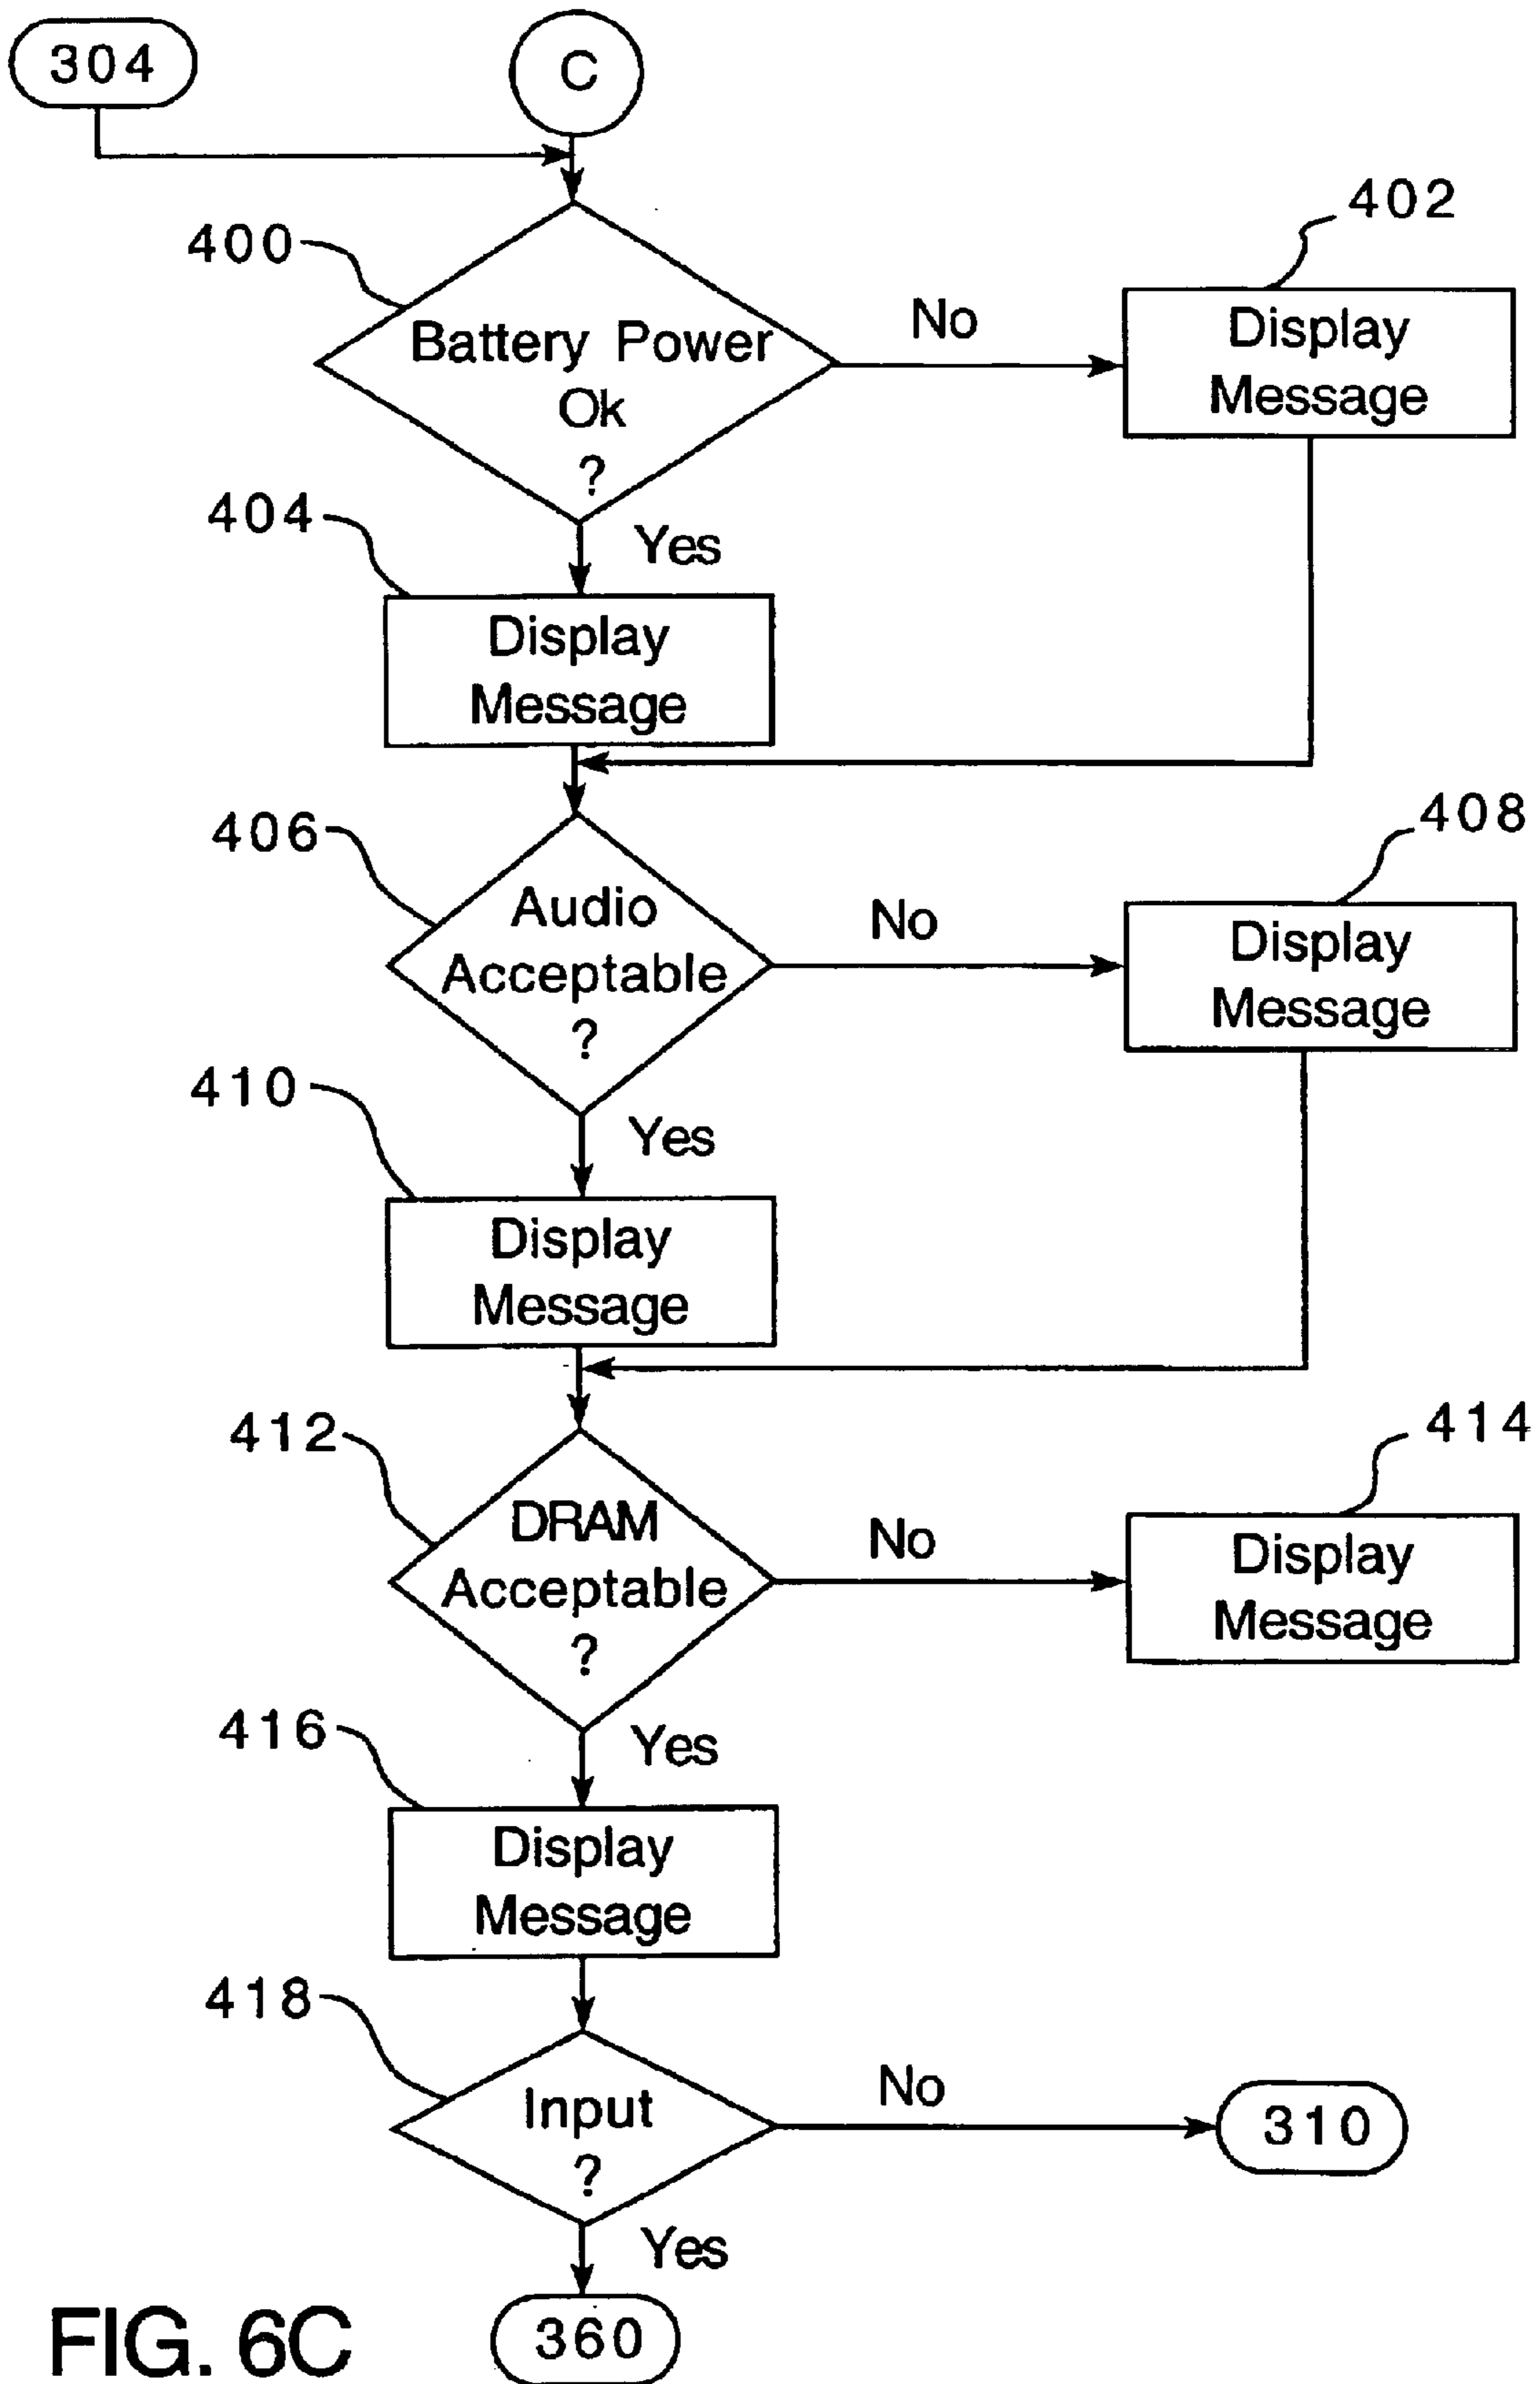 304
C
400
402
Battery Power
Ok
?
No
Display
Message
404
Yes
Display
Message
406
408
Audio
Acceptable
?
No
Display
Message
410
Yes
Display
Message
412
414
DRAM
Acceptable
?
No
Display
Message
416
Yes
Display
Message
418
Input
?
No
310
Yes
360
FIG. 6C